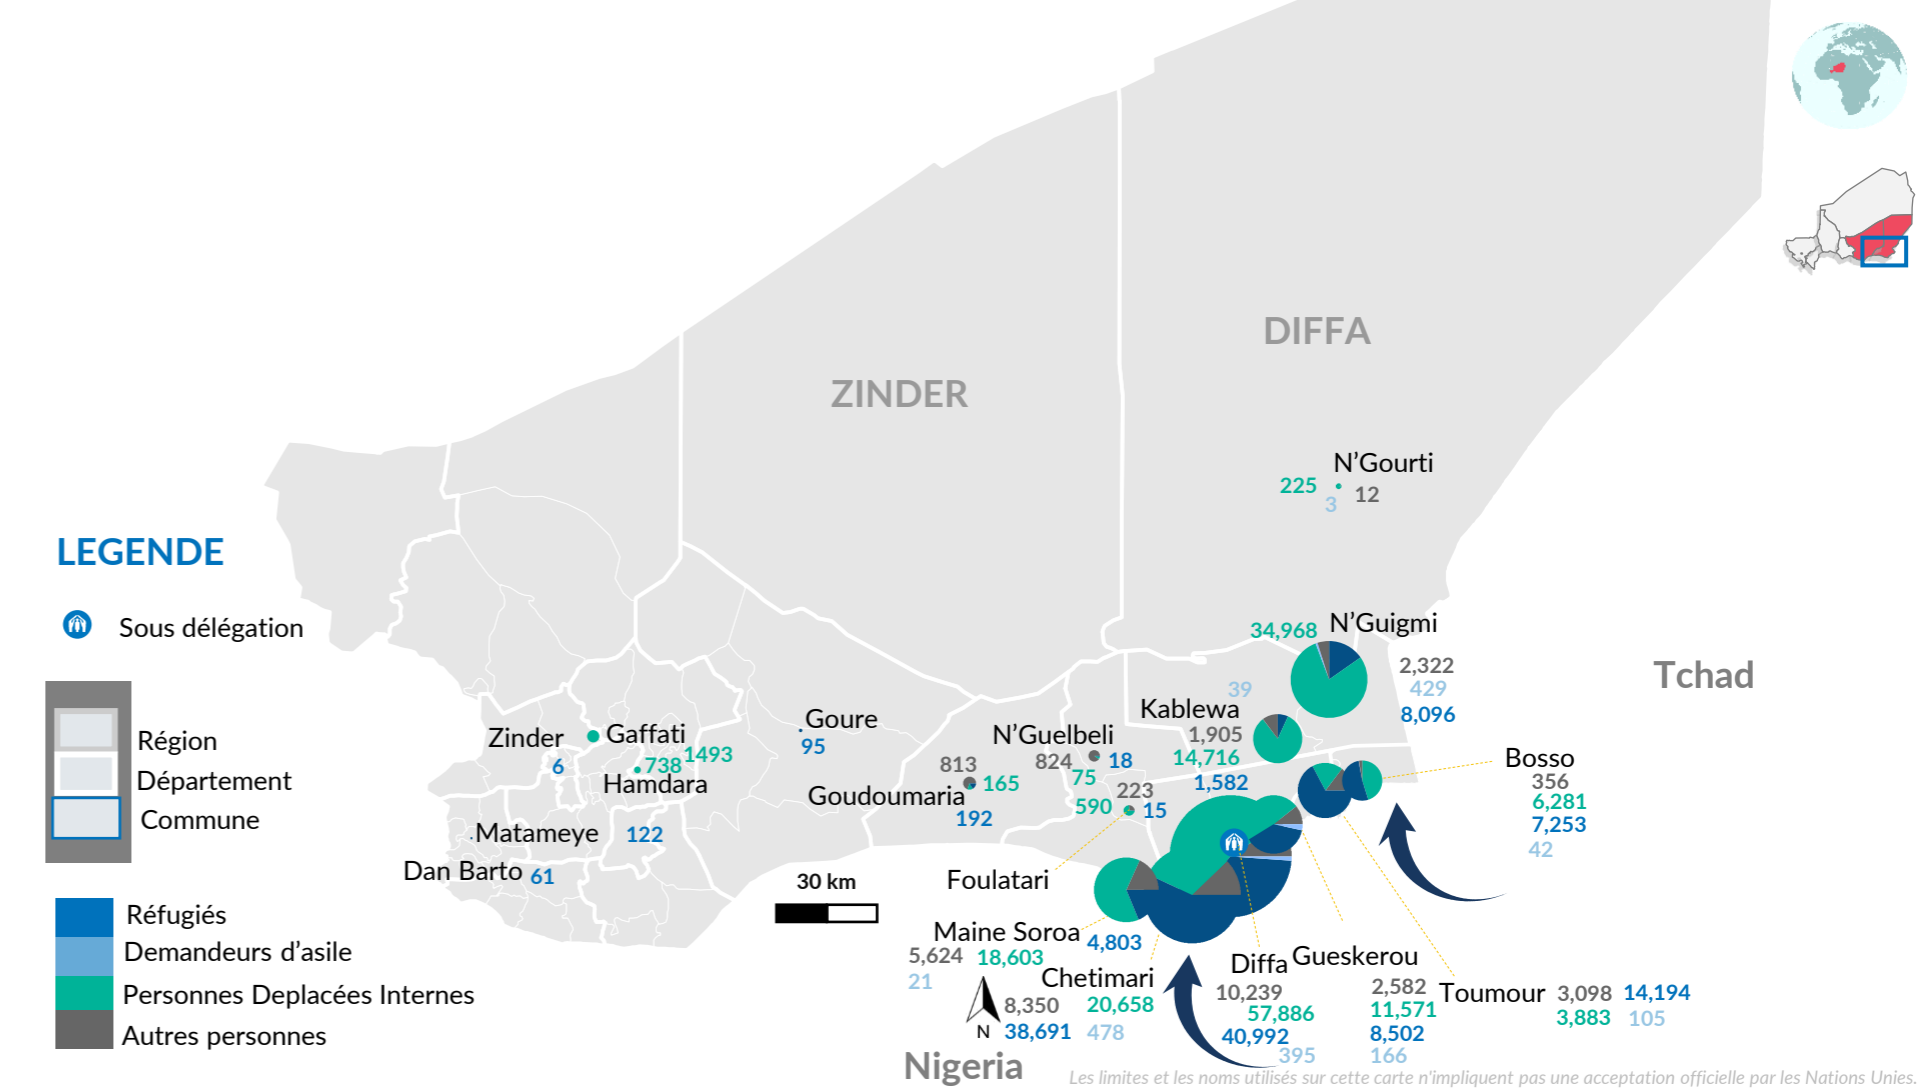 DIFFA
ZINDER
N’Gourti
225
12
3
LEGENDE
Sous délégation
Région
Département
Commune
Réfugiés
Demandeurs d’asile
Personnes Deplacées Internes
Autres personnes
34,968
N’Guigmi
2,322
429
8,096
Tchad
39
Kablewa
1,905
14,716
1,582
Zinder
6
Gaffati
1493
738
Hamdara
Goure
95
N’Guelbeli
824
18
75
813
165
Goudoumaria
192
223
590
15
Foulatari
Matameye
122
Dan Barto
61
30 km
Bosso
356
6,281
7,253
42
Maine Soroa
4,803
5,624
18,603
21
Chetimari
8,350
20,658
38,691
478
N
Diffa
10,239
57,886
40,992
395
Gueskerou
2,582
11,571
8,502
166
Toumour
3,098
14,194
3,883
105
Nigeria
Les limites et les noms utilisés sur cette carte n'impliquent pas une acceptation officielle par les Nations Unies.